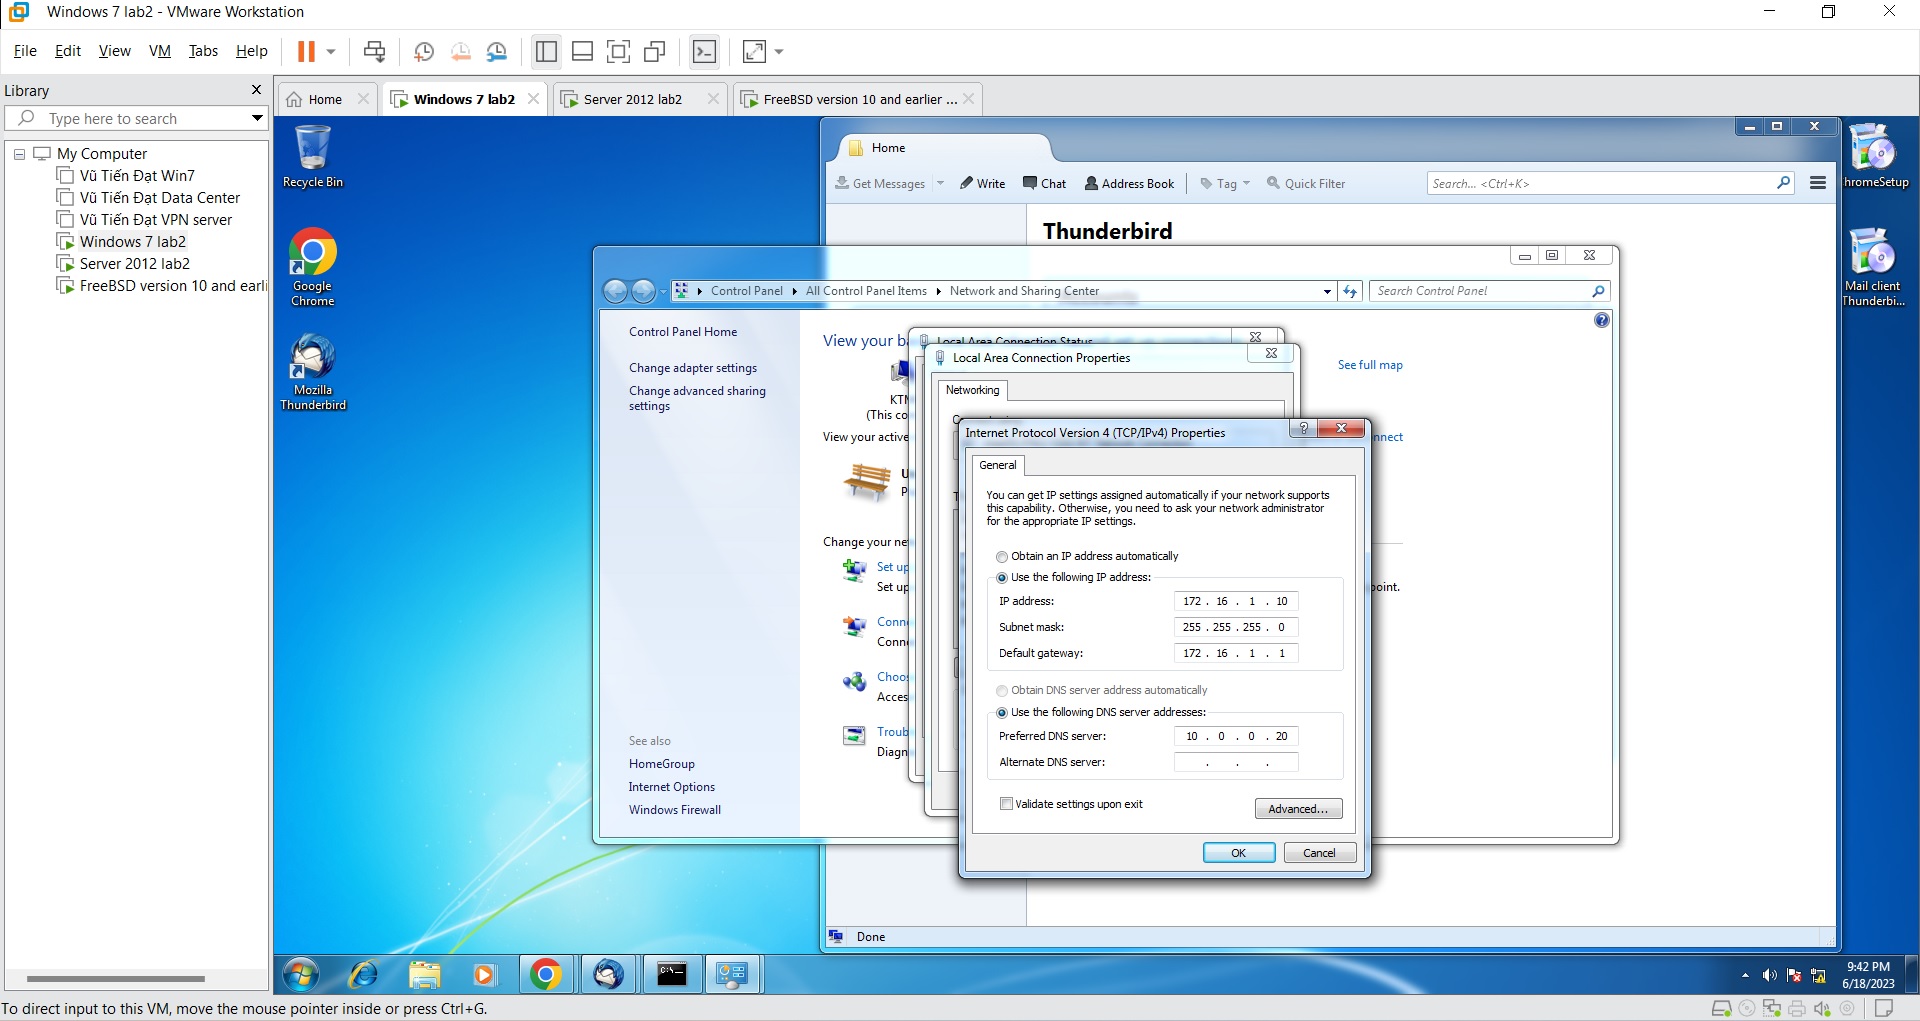 Windows 7 lab2 - VMware Workstation
File Edit View VM Tabs Help
Library
Type here to search
My Computer
Vũ Tiến Đạt Win7
Vũ Tiến Đạt Data Center
Vũ Tiến Đạt VPN server
Windows 7 lab2
Server 2012 lab2
FreeBSD version 10 and earli
Home
Windows 7 lab2
Server 2012 lab2
FreeBSD version 10 and earlier ...
Recycle Bin
Google
Chrome
Mozilla
Thunderbird
Home
Get Messages Write Chat Address Book Tag Quick Filter Search... <Ctrl+K>
Thunderbird
hromeSetup
Mail client
Thunderbi...
Control Panel All Control Panel Items Network and Sharing Center Search Control Panel
Control Panel Home
Change adapter settings
Change advanced sharing
settings
See also
HomeGroup
Internet Options
Windows Firewall
View your ba
See full map
(This co
View your active
nnect
Change your ne
Set up
Set up
oint.
Conne
Conne
Choos
Acces
Troub
Diagn
Local Area Connection Status
Local Area Connection Properties
Networking
Internet Protocol Version 4 (TCP/IPv4) Properties
General
You can get IP settings assigned automatically if your network supports
this capability. Otherwise, you need to ask your network administrator
for the appropriate IP settings.
Obtain an IP address automatically
Use the following IP address:
IP address: 172 . 16 . 1 . 10
Subnet mask: 255 . 255 . 255 . 0
Default gateway: 172 . 16 . 1 . 1
Obtain DNS server address automatically
Use the following DNS server addresses:
Preferred DNS server: 10 . 0 . 0 . 20
Alternate DNS server: . . .
Validate settings upon exit
Advanced...
OK Cancel
Done
C:\
9:42 PM
6/18/2023
To direct input to this VM, move the mouse pointer inside or press Ctrl+G.